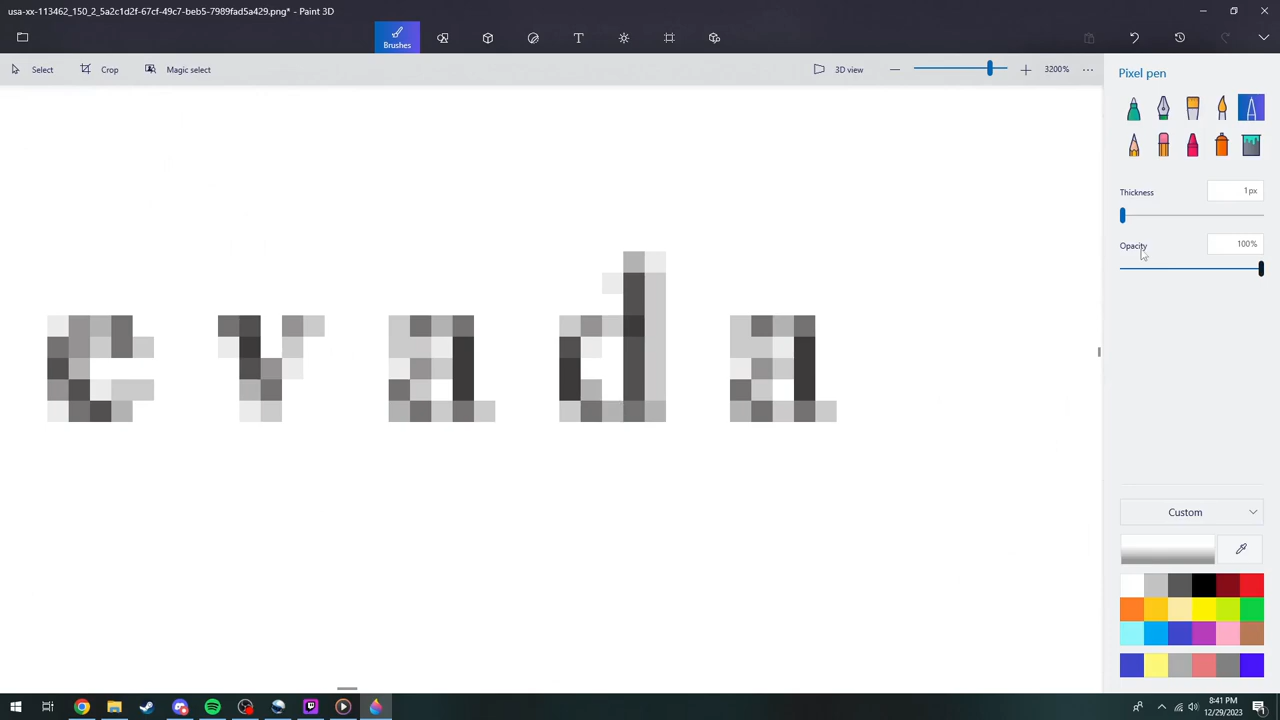 usa-xx-113462_150_2_5a2c1d2f-67cf-49c7-beb5-7989fad5a429.png* - Paint 3D
Brushes
Select
Crop
Magic select
3D view
3200%
Pixel pen
Thickness
1px
Opacity
100%
evada
Custom
8:41 PM
12/29/2023